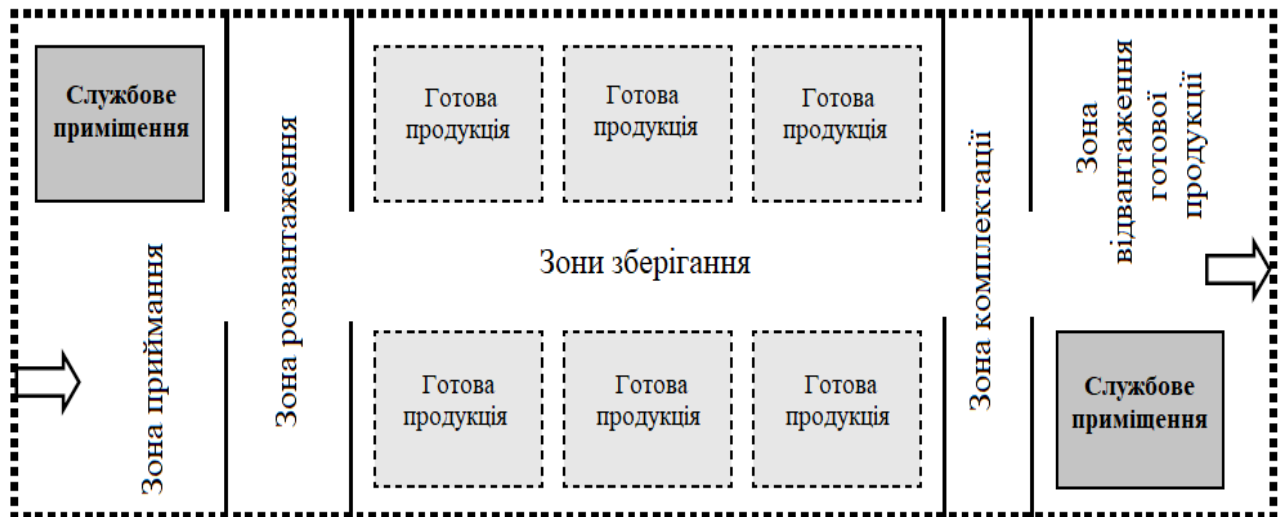 Службове
приміщення
Зона приймання
Зона розвантаження
Готова
продукція
Готова
продукція
Готова
продукція
Зони зберігання
Готова
продукція
Готова
продукція
Готова
продукція
Зона комплектації
Зона
відвантаження
готової
продукції
Службове
приміщення